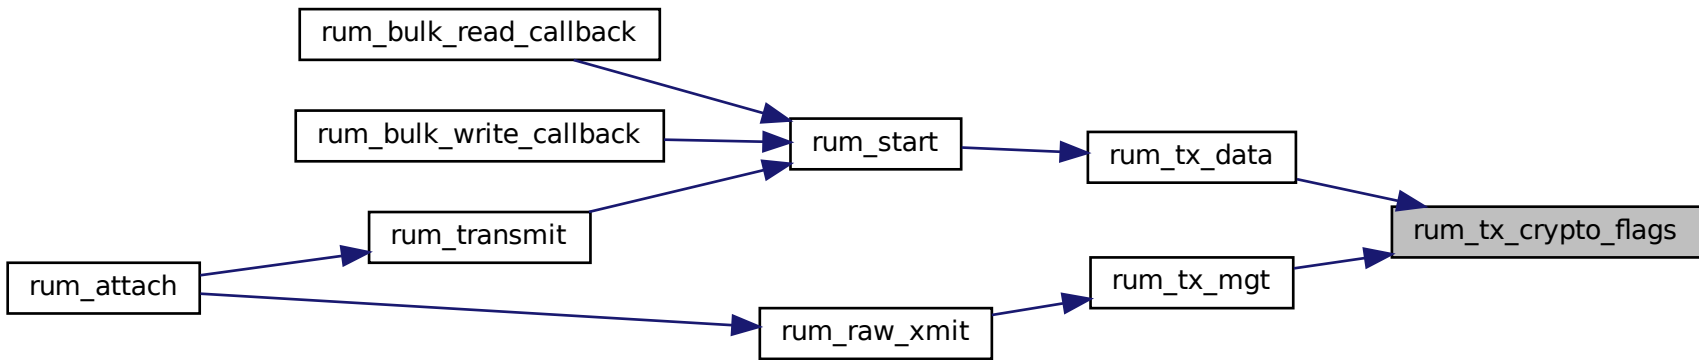 rum_bulk_read_callback
rum_bulk_write_callback
rum_start
rum_tx_data
rum_tx_crypto_flags
rum_transmit
rum_attach
rum_tx_mgt
rum_raw_xmit